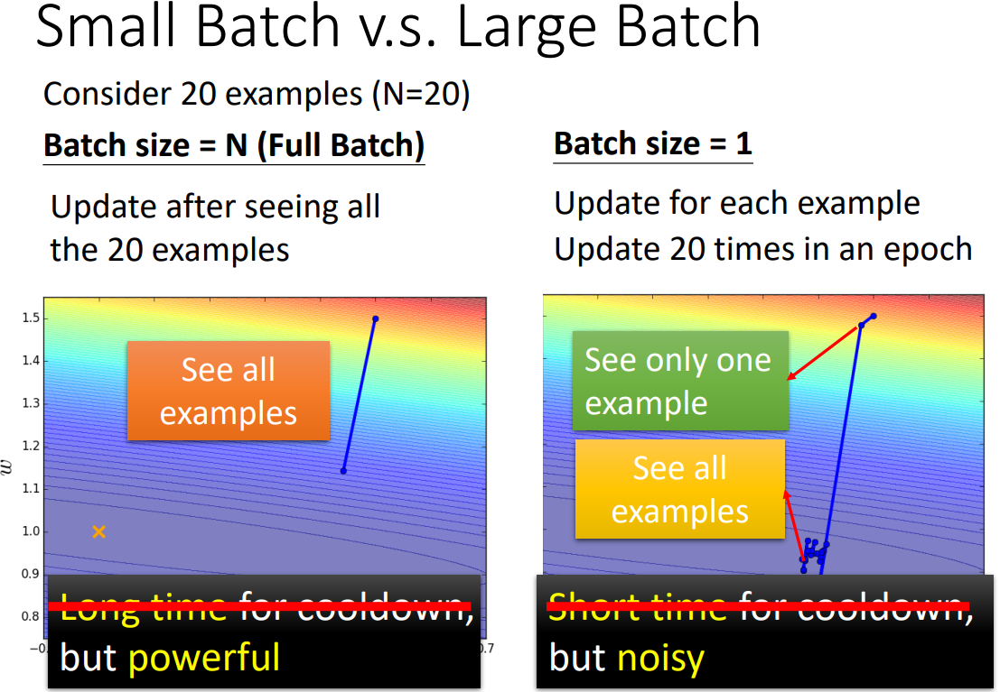 Small Batch v.s. Large Batch
Consider 20 examples (N=20)
Batch size = N (Full Batch)
Update after seeing all
the 20 examples
Batch size = 1
Update for each example
Update 20 times in an epoch
1.5
1.4
1.3
1.2
1.1
1.0
0.9
0.8
w
See all
examples
−0.
0.7
Long time for cooldown,
but powerful
See only one
example
See all
examples
Short time for cooldown,
but noisy